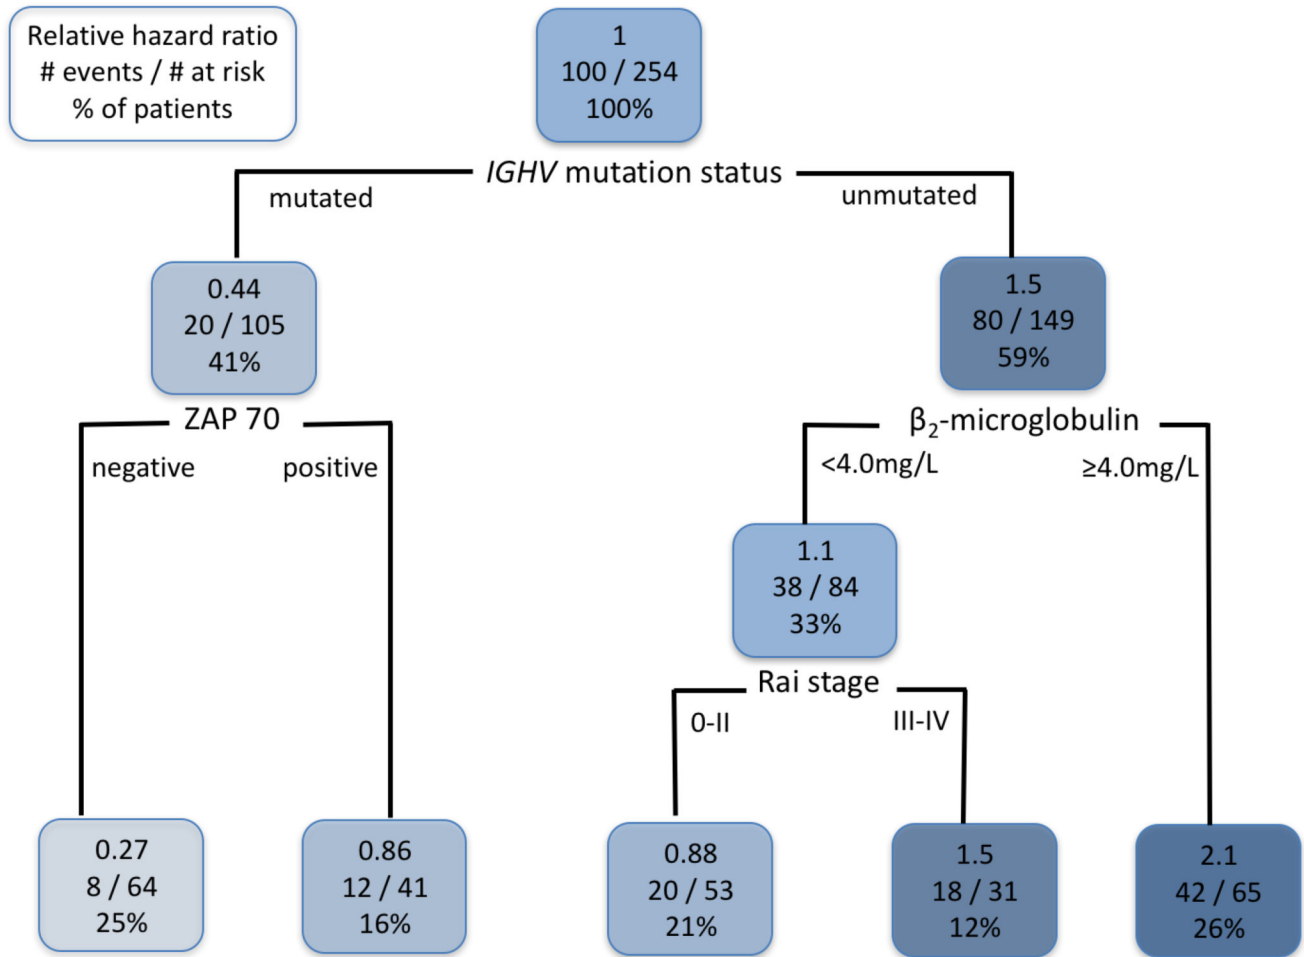 Relative hazard ratio
# events / # at risk
% of patients
1
100 / 254
100%
IGHV mutation status
mutated
unmutated
0.44
20 / 105
41%
1.5
80 / 149
59%
ZAP 70
negative
positive
β₂-microglobulin
<4.0mg/L
≥4.0mg/L
1.1
38 / 84
33%
Rai stage
0-II
III-IV
0.27
8 / 64
25%
0.86
12 / 41
16%
0.88
20 / 53
21%
1.5
18 / 31
12%
2.1
42 / 65
26%